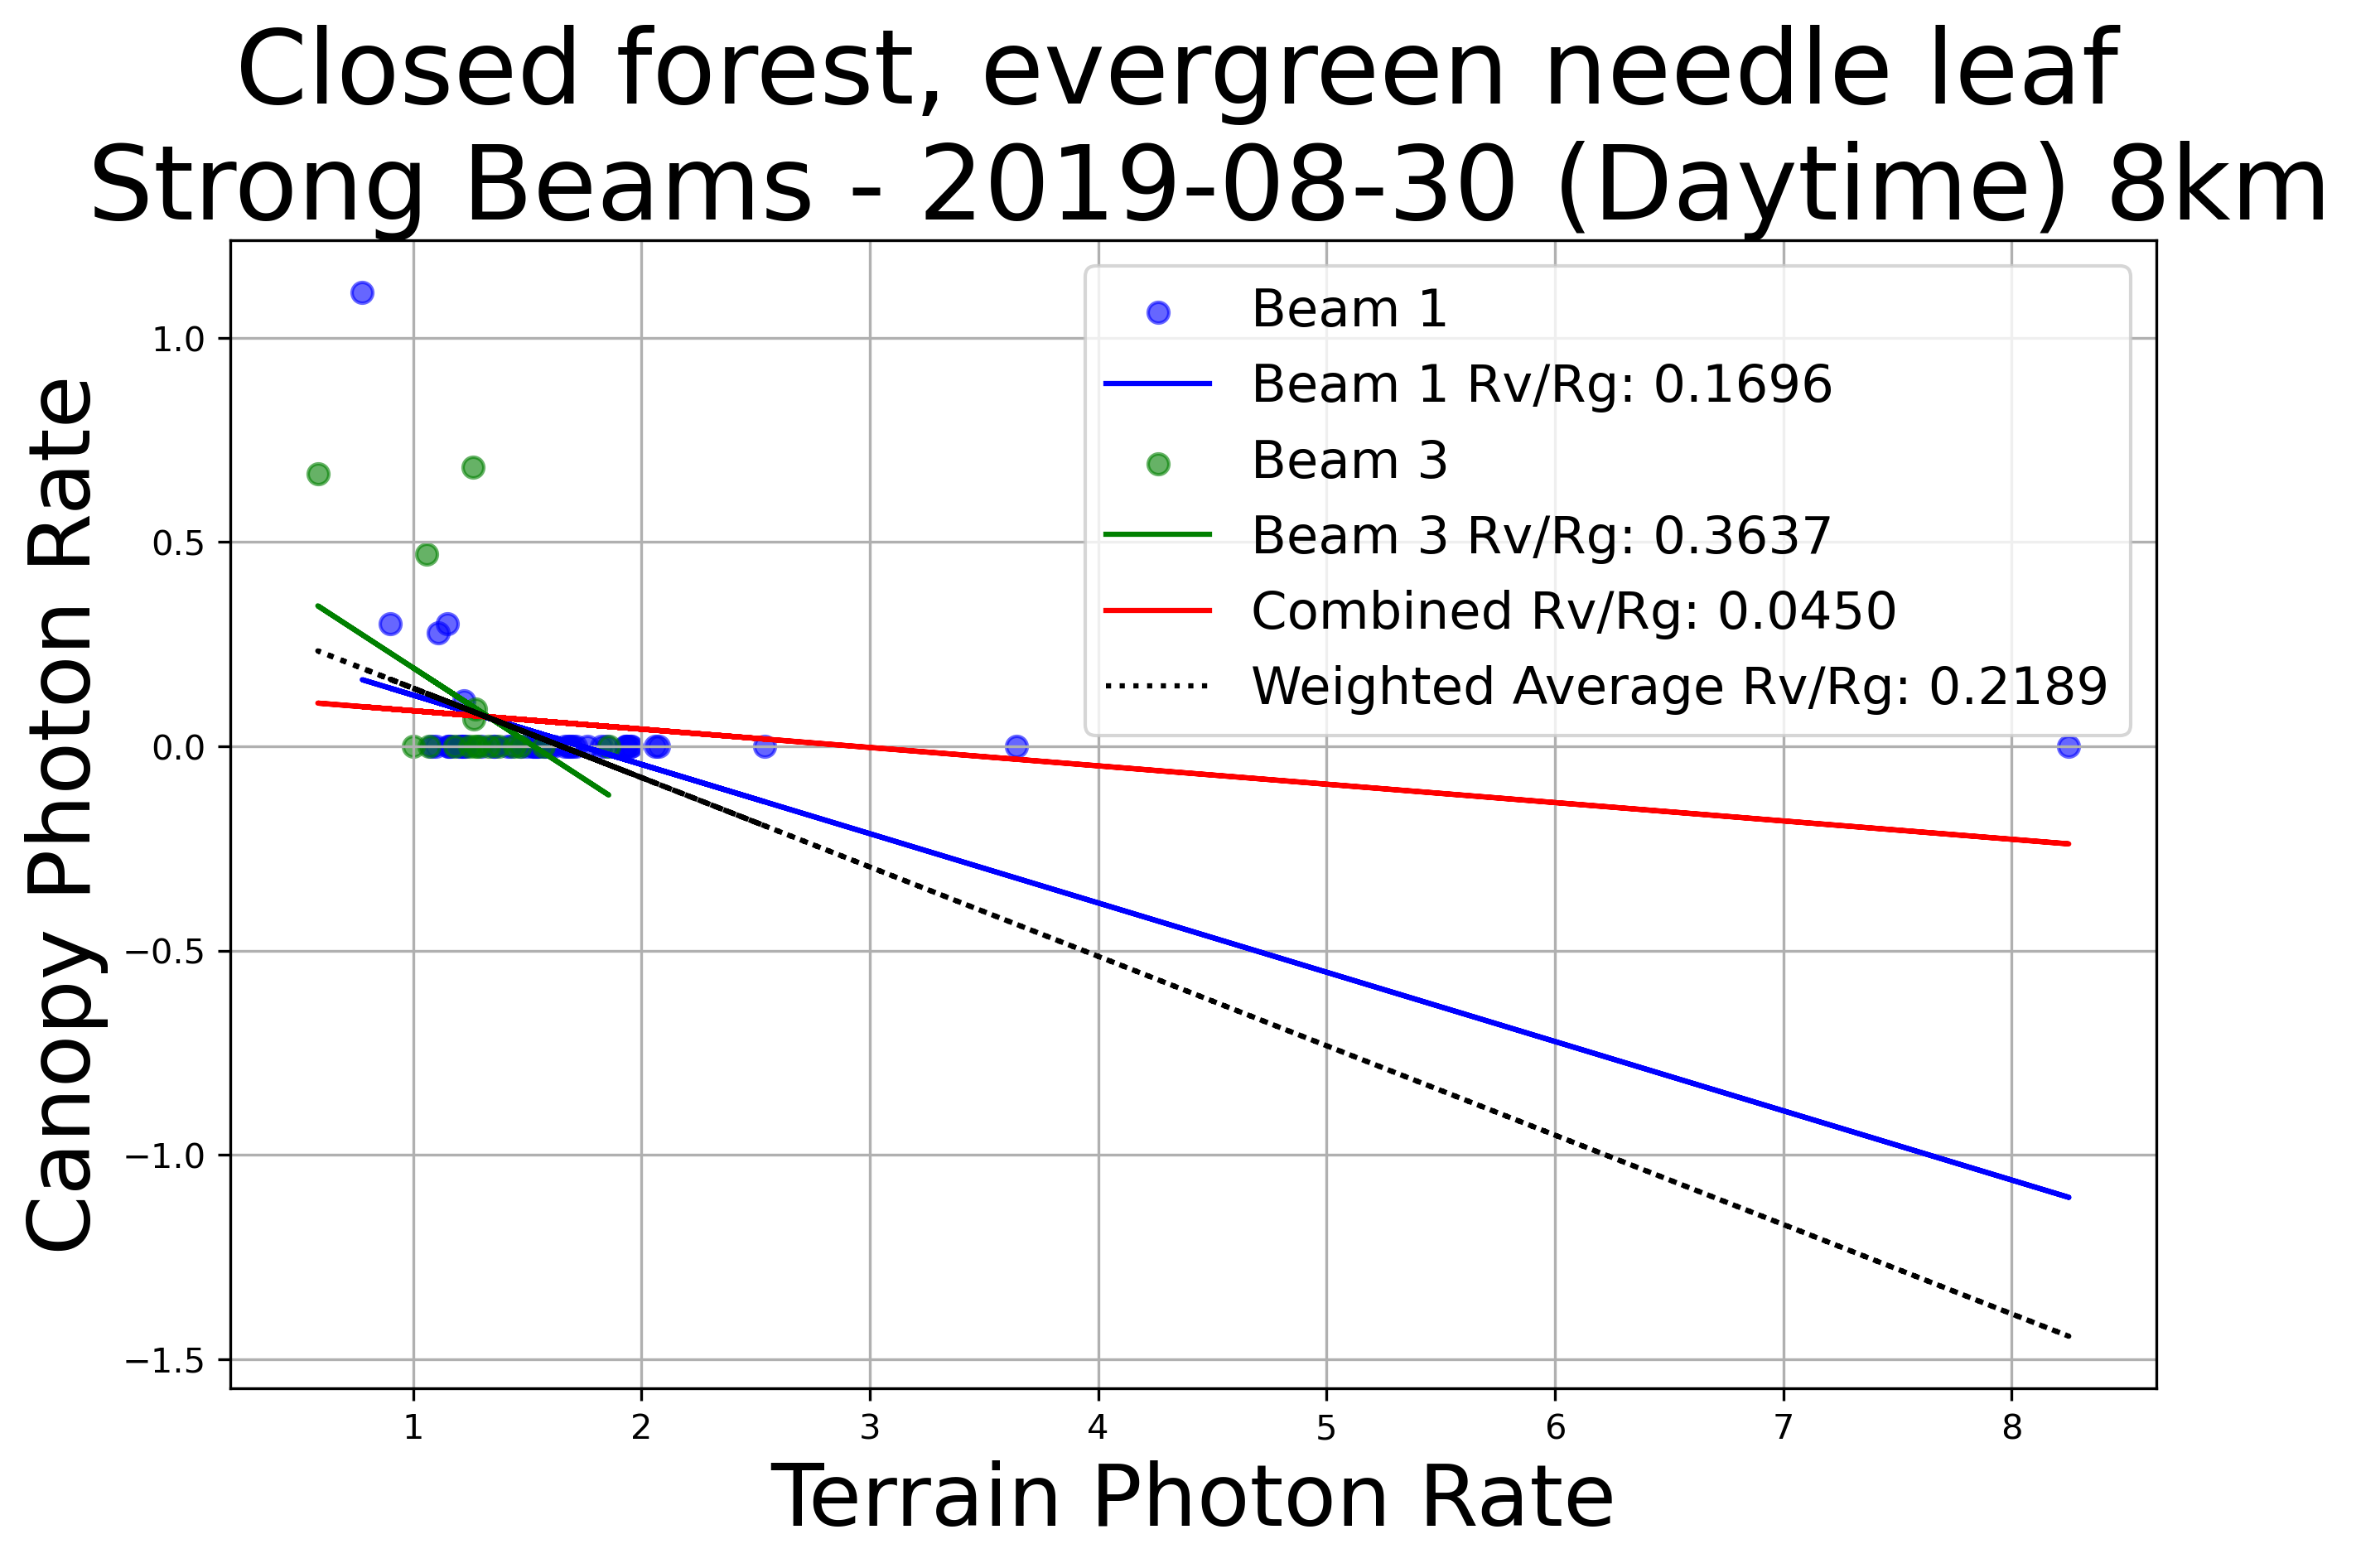 Closed forest, evergreen needle leaf
Strong Beams - 2019-08-30 (Daytime) 8km
Canopy Photon Rate
1.0
0.5
0.0
−0.5
−1.0
−1.5
Beam 1
Beam 1 Rv/Rg: 0.1696
Beam 3
Beam 3 Rv/Rg: 0.3637
Combined Rv/Rg: 0.0450
Weighted Average Rv/Rg: 0.2189
1 2 3 4 5 6 7 8
Terrain Photon Rate